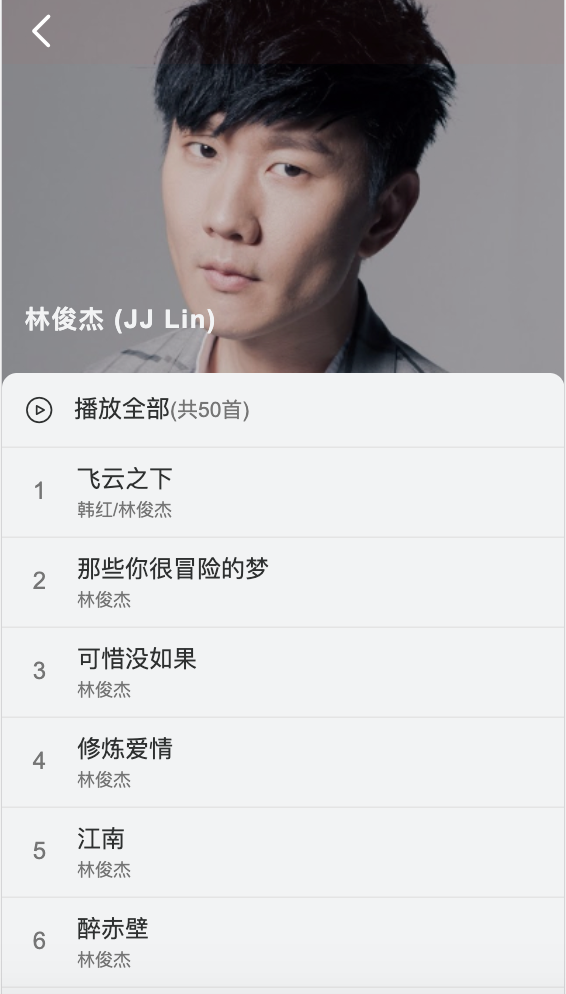 林俊杰 (JJ Lin)
播放全部(共50首)
1
飞云之下
韩红/林俊杰
2
那些你很冒险的梦
林俊杰
3
可惜没如果
林俊杰
4
修炼爱情
林俊杰
5
江南
林俊杰
6
醉赤壁
林俊杰